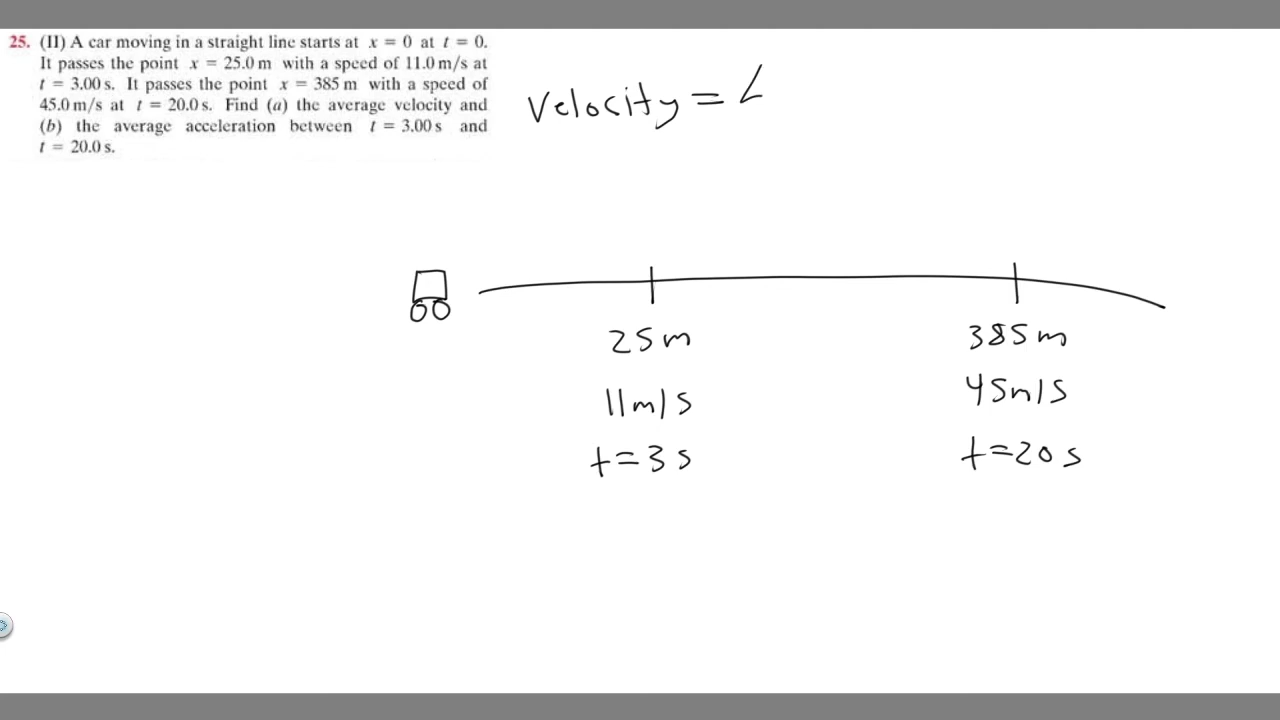 25. (II) A car moving in a straight line starts at x = 0 at t = 0.
It passes the point x = 25.0 m with a speed of 11.0 m/s at
t = 3.00 s. It passes the point x = 385 m with a speed of
45.0 m/s at t = 20.0 s. Find (a) the average velocity and
(b) the average acceleration between t = 3.00 s and
t = 20.0 s.
Velocity =
25m
385m
11m/s
45m/s
t=3s
t=20s